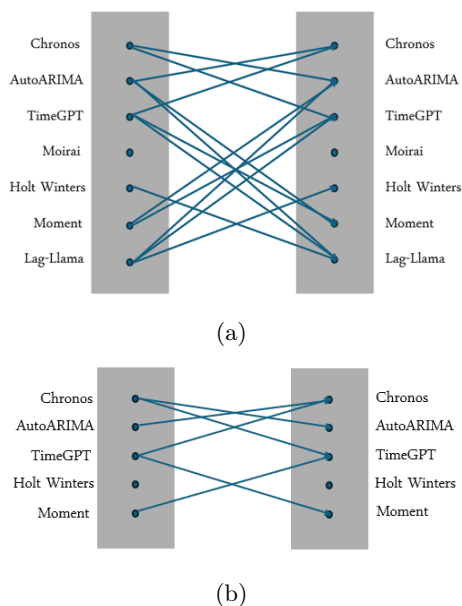 Chronos Chronos
AutoARIMA AutoARIMA
TimeGPT TimeGPT
Moirai Moirai
Holt Winters Holt Winters
Moment Moment
Lag-Llama Lag-Llama
(a)
Chronos Chronos
AutoARIMA AutoARIMA
TimeGPT TimeGPT
Holt Winters Holt Winters
Moment Moment
(b)